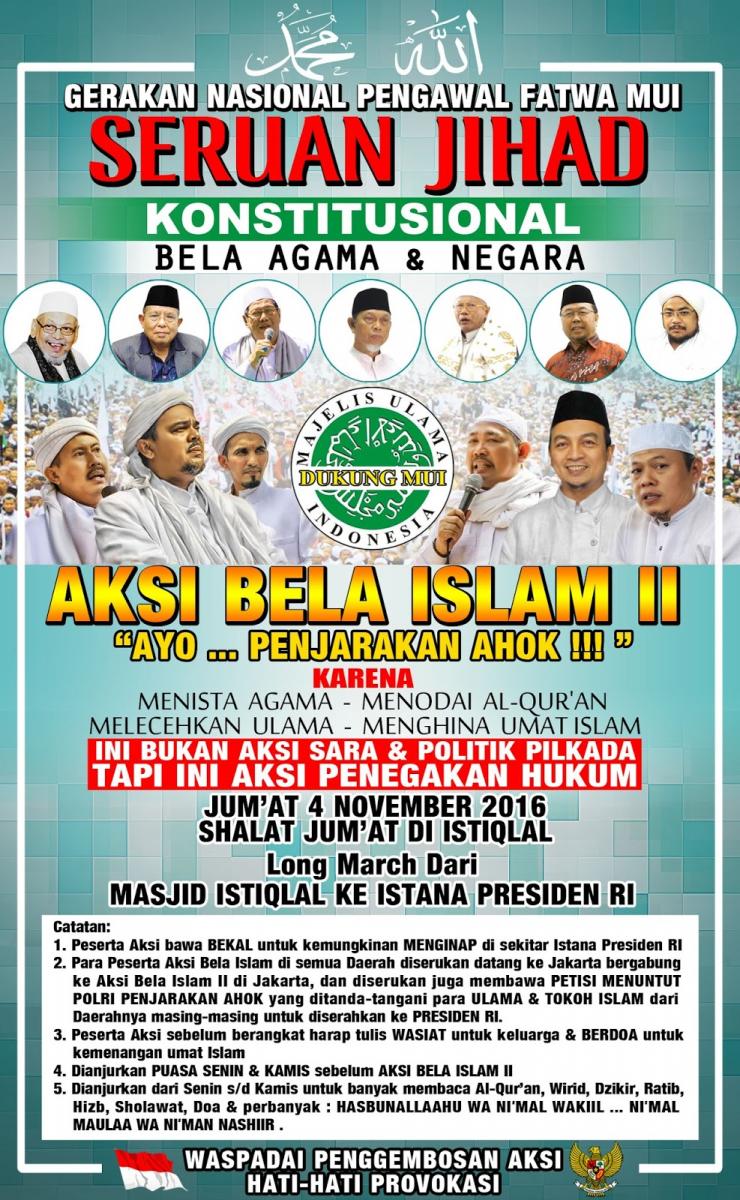 محمد الله
GERAKAN NASIONAL PENGAWAL FATWA MUI
SERUAN JIHAD
KONSTITUSIONAL
BELA AGAMA & NEGARA
MAJELIS ULAMA
DUKUNG MUI
INDONESIA
AKSI BELA ISLAM II
“AYO ... PENJARAKAN AHOK !!! ”
KARENA
MENISTA AGAMA - MENODAI AL-QUR'AN
MELECEHKAN ULAMA - MENGHINA UMAT ISLAM
INI BUKAN AKSI SARA & POLITIK PILKADA
TAPI INI AKSI PENEGAKAN HUKUM
JUM’AT 4 NOVEMBER 2016
SHALAT JUM’AT DI ISTIQLAL
Long March Dari
MASJID ISTIQLAL KE ISTANA PRESIDEN RI
Catatan:
1. Peserta Aksi bawa BEKAL untuk kemungkinan MENGINAP di sekitar Istana Presiden RI
2. Para Peserta Aksi Bela Islam di semua Daerah diserukan datang ke Jakarta bergabung
ke Aksi Bela Islam II di Jakarta, dan diserukan juga membawa PETISI MENUNTUT
POLRI PENJARAKAN AHOK yang ditanda-tangani para ULAMA & TOKOH ISLAM dari
Daerahnya masing-masing untuk diserahkan ke PRESIDEN RI.
3. Peserta Aksi sebelum berangkat harap tulis WASIAT untuk keluarga & BERDOA untuk
kemenangan umat Islam
4. Dianjurkan PUASA SENIN & KAMIS sebelum AKSI BELA ISLAM II
5. Dianjurkan dari Senin s/d Kamis untuk banyak membaca Al-Qur’an, Wirid, Dzikir, Ratib,
Hizb, Sholawat, Doa & perbanyak : HASBUNALLAAHU WA NI’MAL WAKIIL ... NI’MAL
MAULAA WA NI’MAN NASHIIR .
WASPADAI PENGGEMBOSAN AKSI
HATI-HATI PROVOKASI